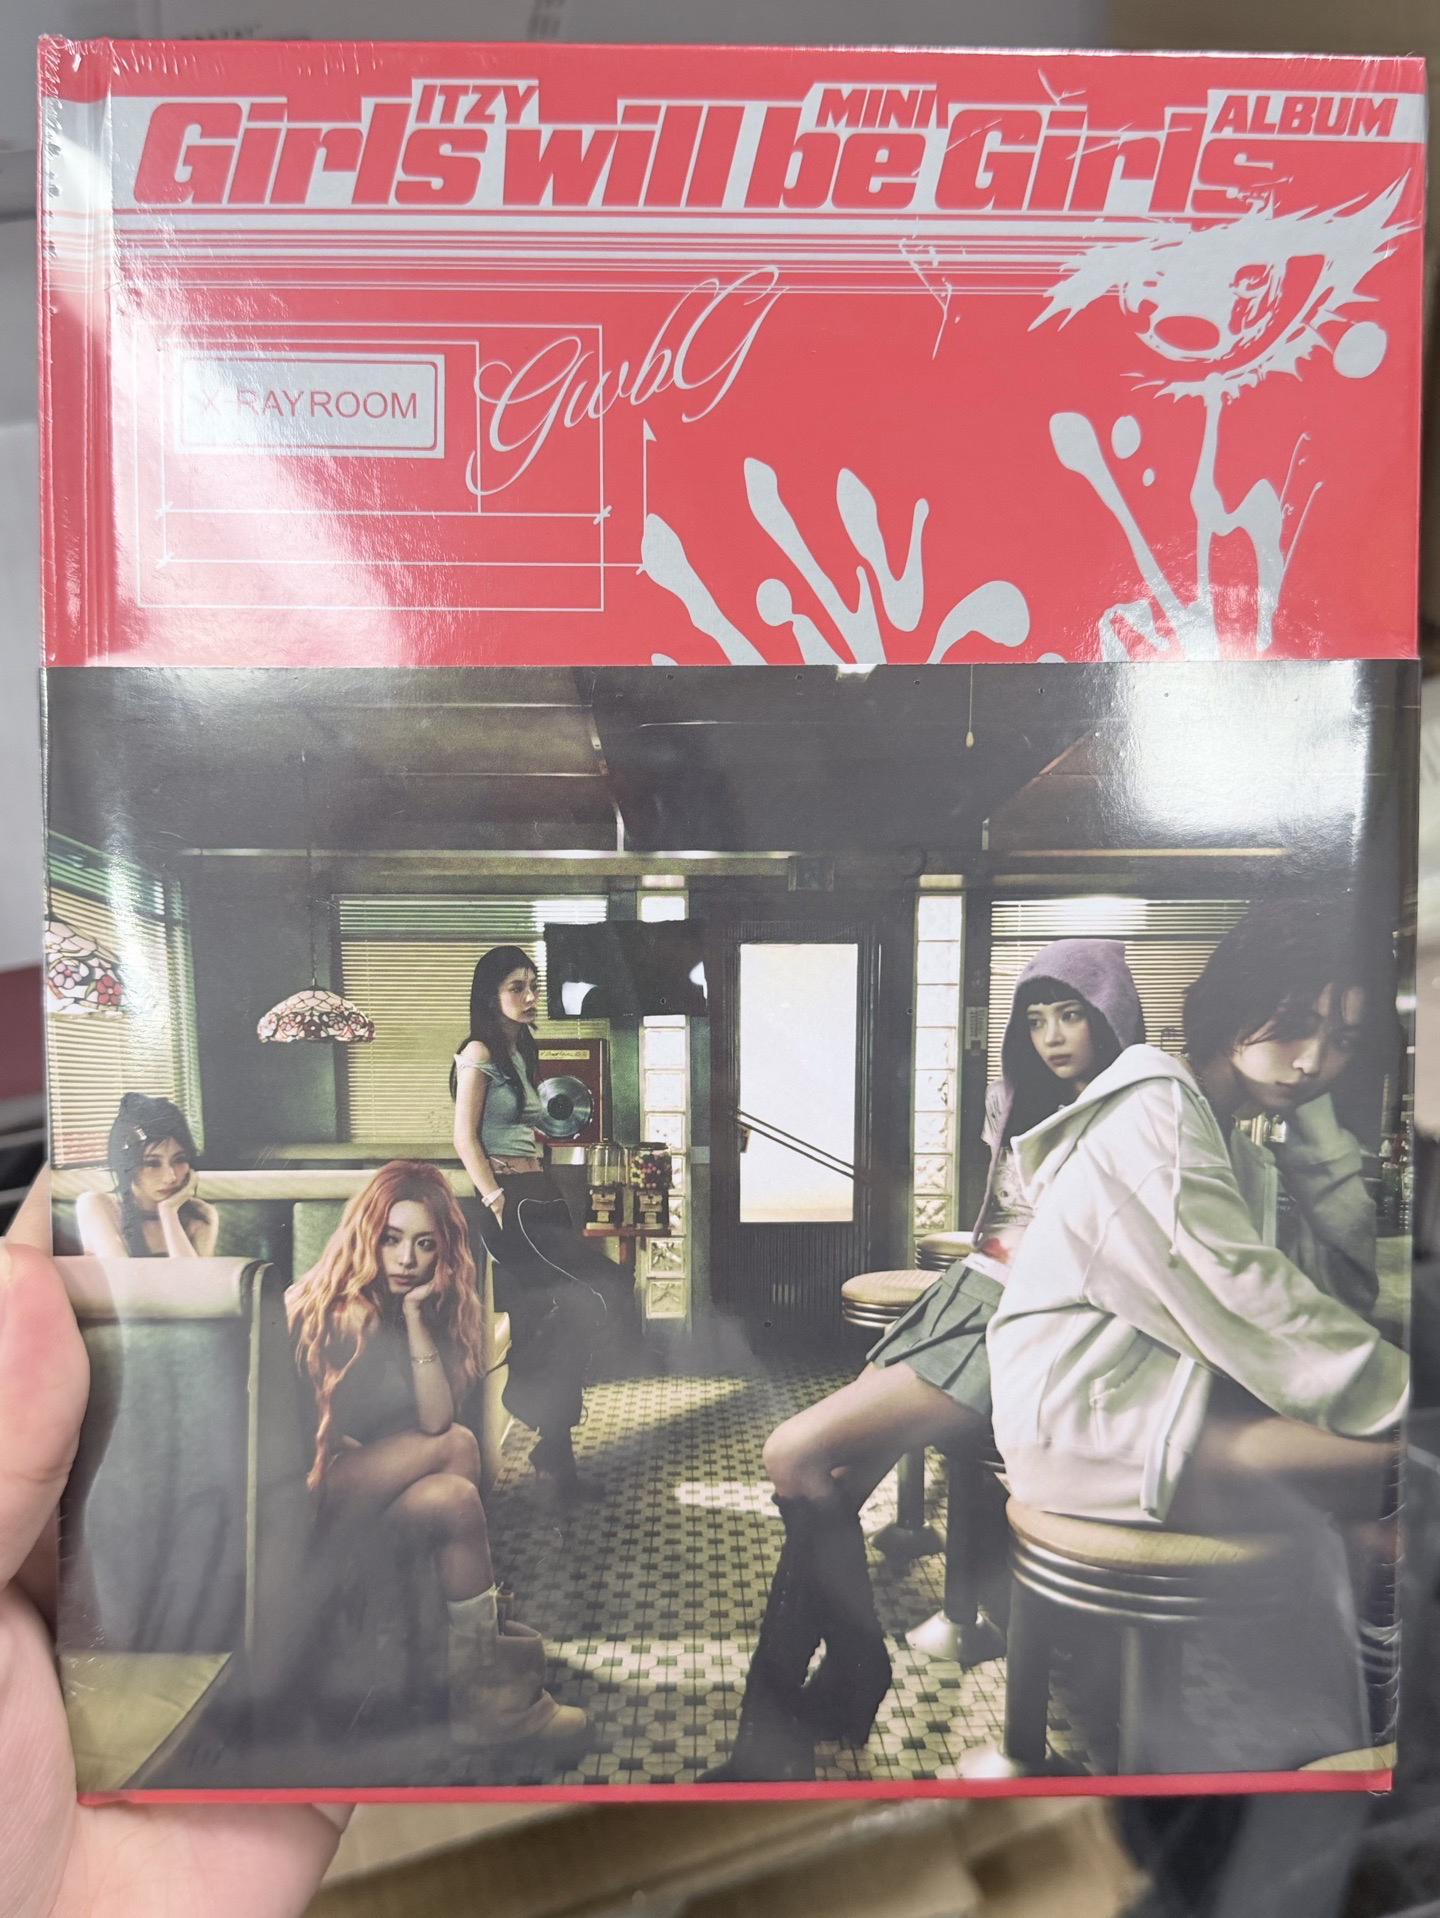 ITZY MINI ALBUM
Girls will be Girls
GwbG
X-RAY ROOM